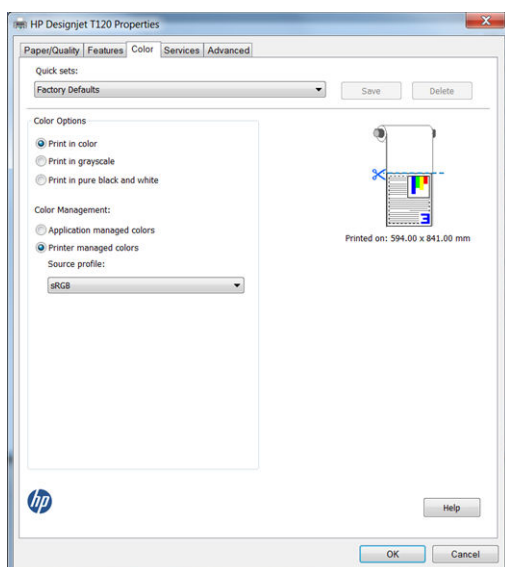 HP Designjet T120 Properties
Paper/Quality Features Color Services Advanced
Quick sets:
Factory Defaults
Save Delete
Color Options
Print in color
Print in grayscale
Print in pure black and white
Color Management:
Application managed colors
Printer managed colors
Source profile:
sRGB
3
Printed on: 594.00 x 841.00 mm
hp
Help
OK Cancel